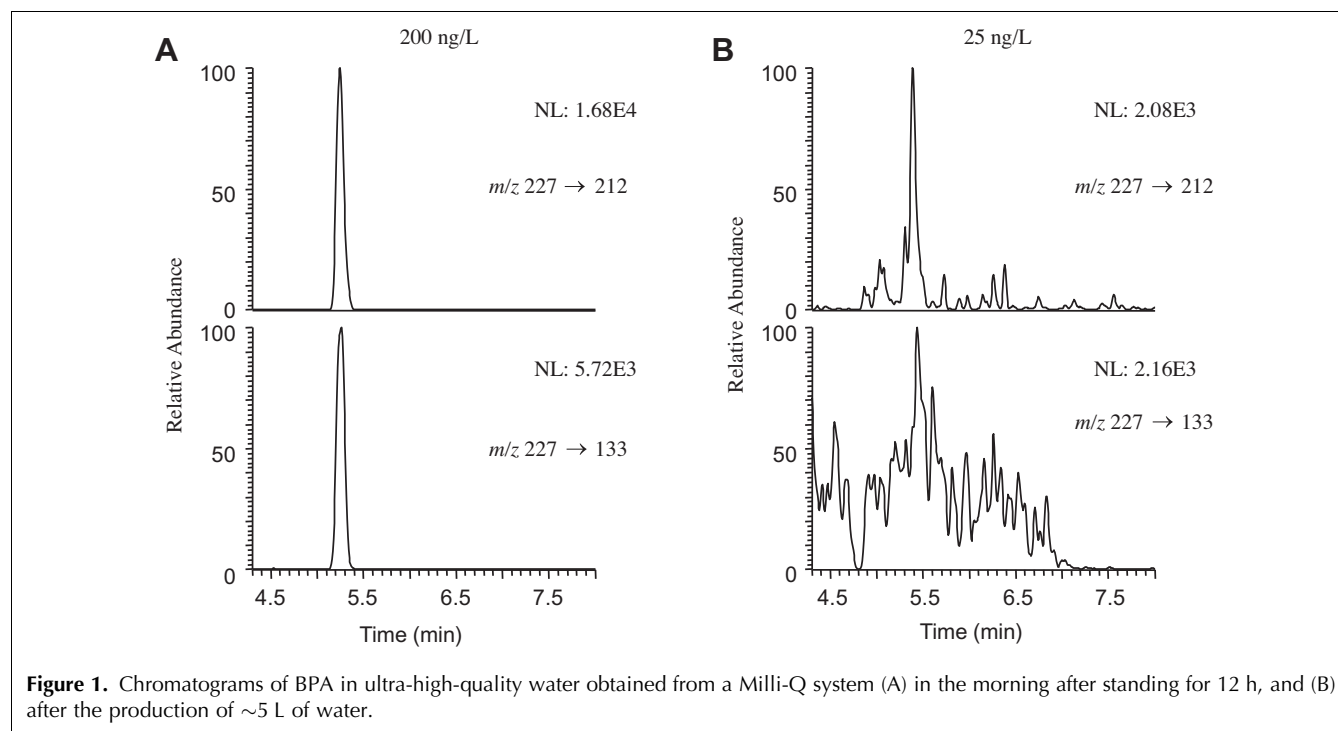 A
200 ng/L
100
50
0
NL: 1.68E4
m/z 227 → 212
100
50
0
NL: 5.72E3
m/z 227 → 133
Relative Abundance
4.5 5.5 6.5 7.5
Time (min)
B
25 ng/L
100
50
0
NL: 2.08E3
m/z 227 → 212
100
50
0
NL: 2.16E3
m/z 227 → 133
Relative Abundance
4.5 5.5 6.5 7.5
Time (min)
Figure 1. Chromatograms of BPA in ultra-high-quality water obtained from a Milli-Q system (A) in the morning after standing for 12 h, and (B)
after the production of ~5 L of water.